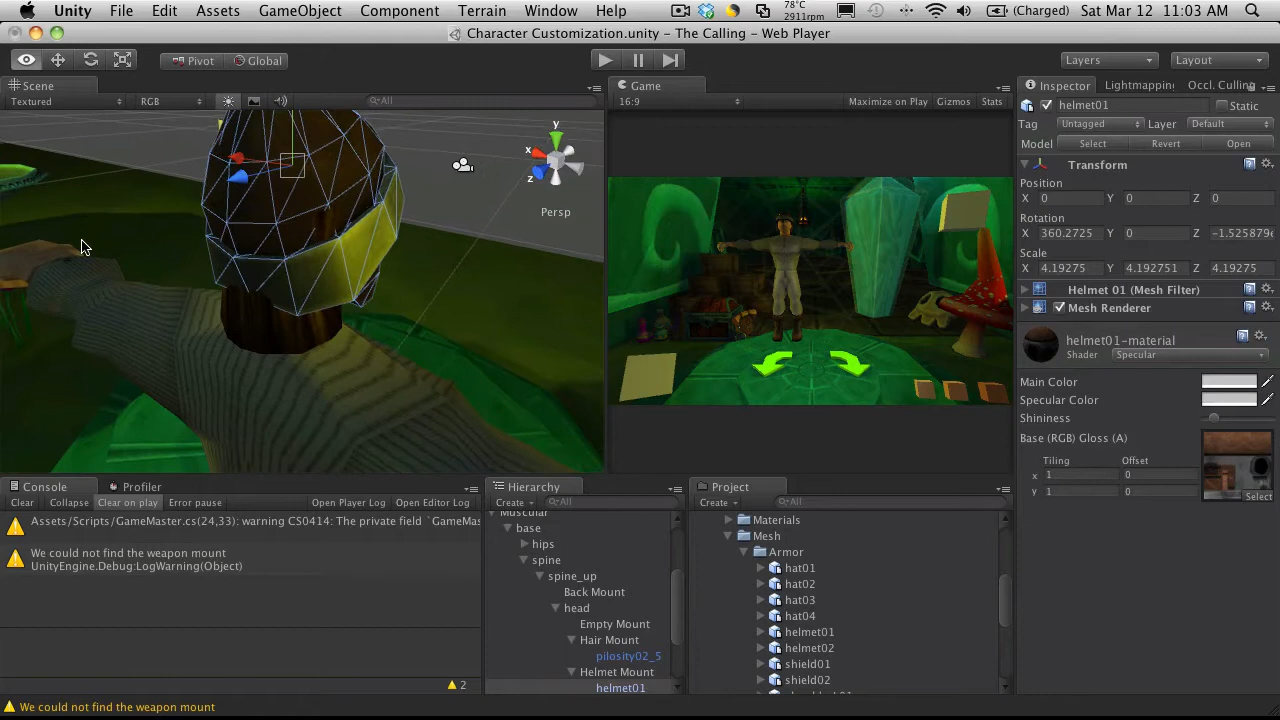 Unity File Edit Assets GameObject Component Terrain Window Help 78°C 2911rpm (Charged) Sat Mar 12 11:03 AM
Character Customization.unity – The Calling – Web Player
Pivot Global Layers Layout
Scene
Textured RGB All
y
x
z
Persp
Game
16:9 Maximize on Play Gizmos Stats
Inspector Lightmapping Occl. Culling
helmet01 Static
Tag Untagged Layer Default
Model Select Revert Open
Transform
Position
X 0 Y 0 Z 0
Rotation
X 360.2725 Y 0 Z -1.525879e
Scale
X 4.19275 Y 4.192751 Z 4.19275
Helmet 01 (Mesh Filter)
Mesh Renderer
helmet01-material
Shader Specular
Main Color
Specular Color
Shininess
Base (RGB) Gloss (A)
Tiling Offset
x 1 0
y 1 0
Select
Console Profiler
Clear Collapse Clear on play Error pause Open Player Log Open Editor Log
Assets/Scripts/GameMaster.cs(24,33): warning CS0414: The private field `GameMas
We could not find the weapon mount
UnityEngine.Debug:LogWarning(Object)
2
We could not find the weapon mount
Hierarchy
Create All
Muscular
base
hips
spine
spine_up
Back Mount
head
Empty Mount
Hair Mount
pilosity02_5
Helmet Mount
helmet01
Project
Create All
Materials
Mesh
Armor
hat01
hat02
hat03
hat04
helmet01
helmet02
shield01
shield02